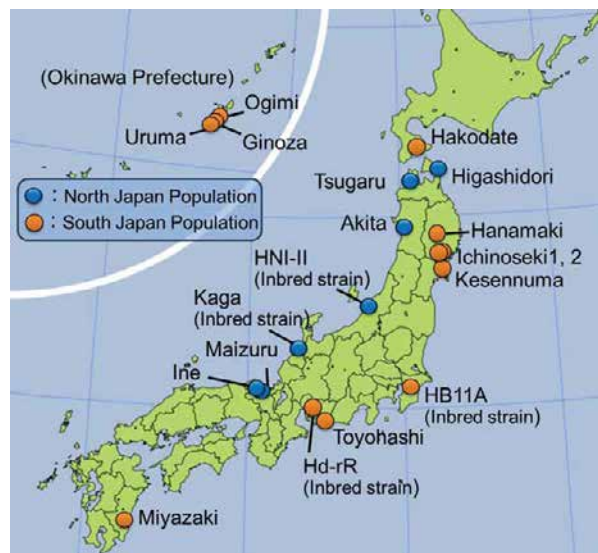 (Okinawa Prefecture)
Ogimi
Uruma
Ginoza
: North Japan Population
: South Japan Population
Hakodate
Tsugaru
Higashidori
Akita
Hanamaki
Ichinoseki1, 2
Kesennuma
HNI-II
(Inbred strain)
Kaga
(Inbred strain)
Maizuru
Ine
HB11A
(Inbred strain)
Toyohashi
Hd-rR
(Inbred strain)
Miyazaki